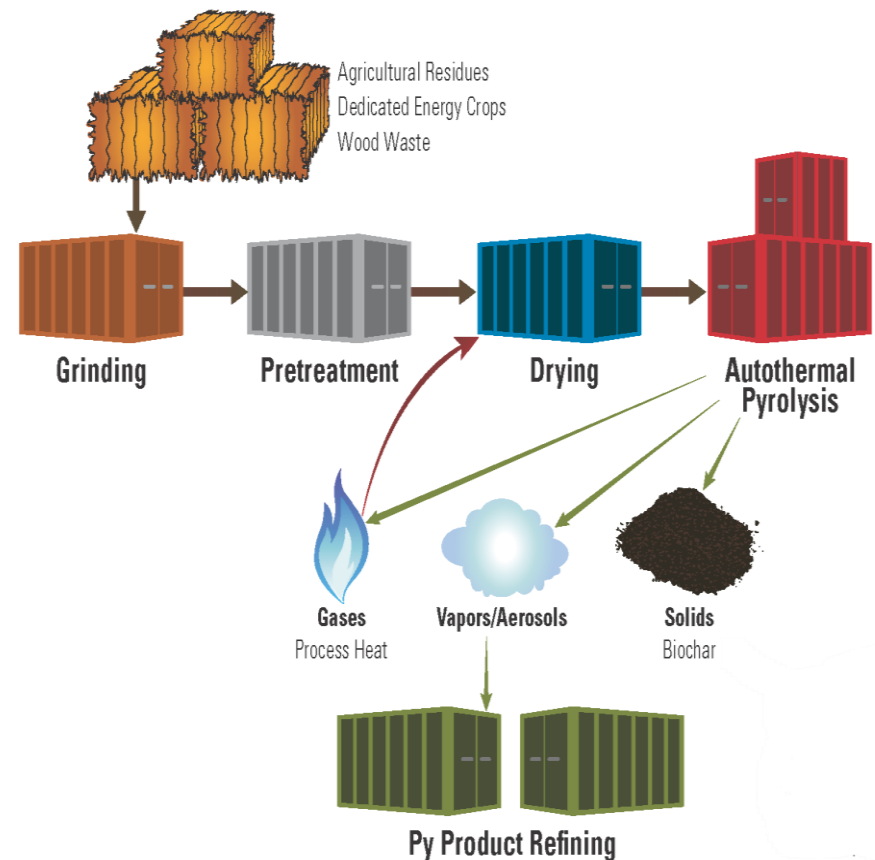 Agricultural Residues
Dedicated Energy Crops
Wood Waste
Grinding
Pretreatment
Drying
Autothermal
Pyrolysis
Gases
Process Heat
Vapors/Aerosols
Solids
Biochar
Py Product Refining